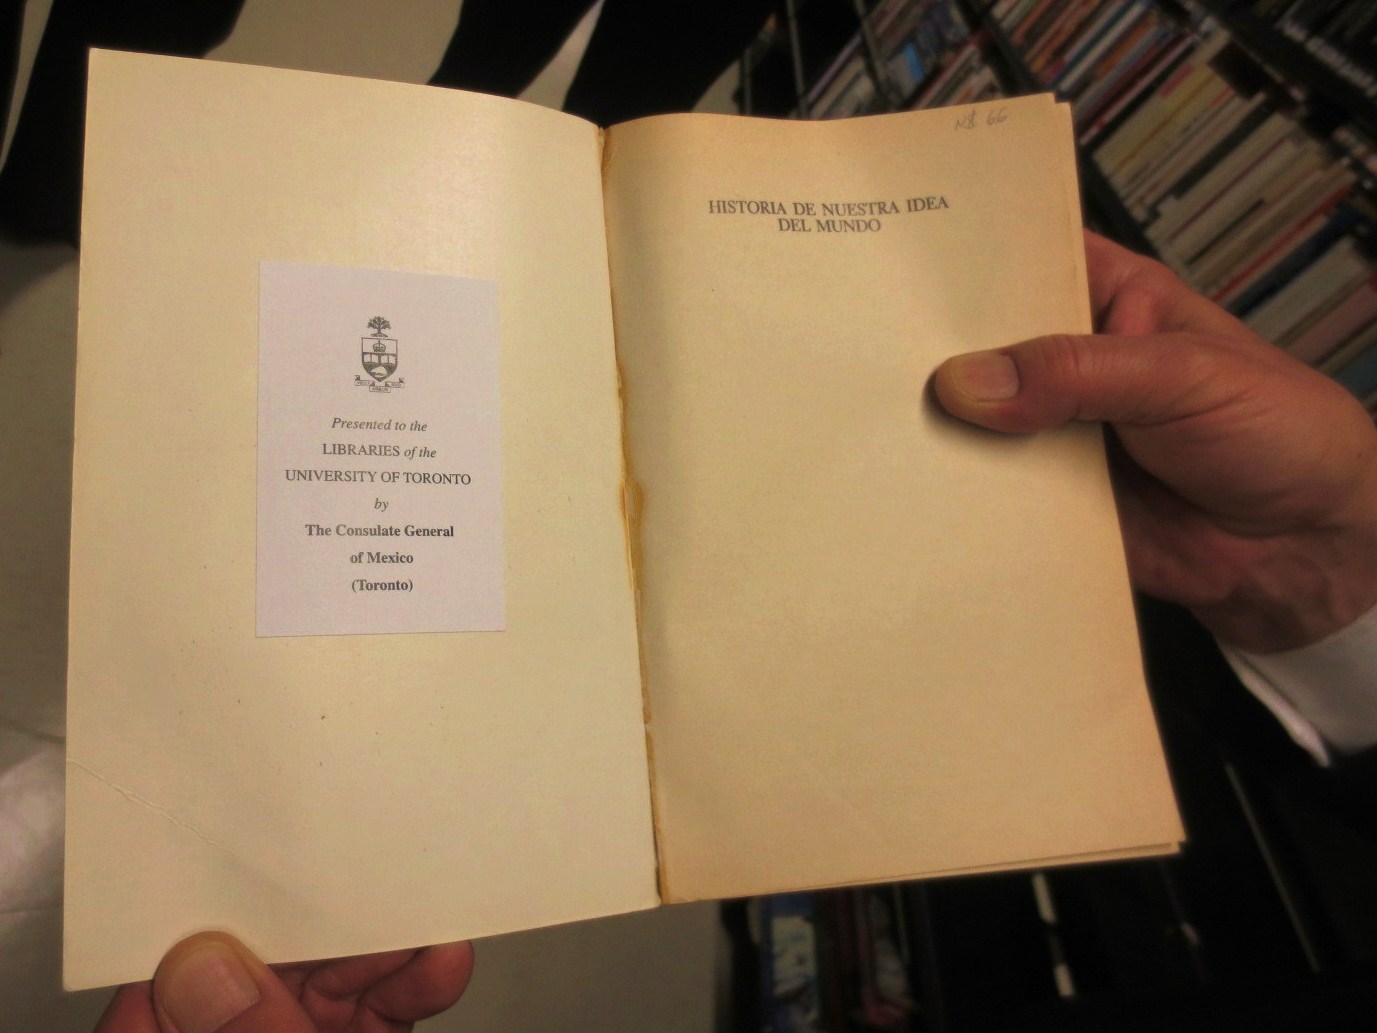 Presented to the
LIBRARIES of the
UNIVERSITY OF TORONTO
by
The Consulate General
of Mexico
(Toronto)
N$ 66
HISTORIA DE NUESTRA IDEA
DEL MUNDO